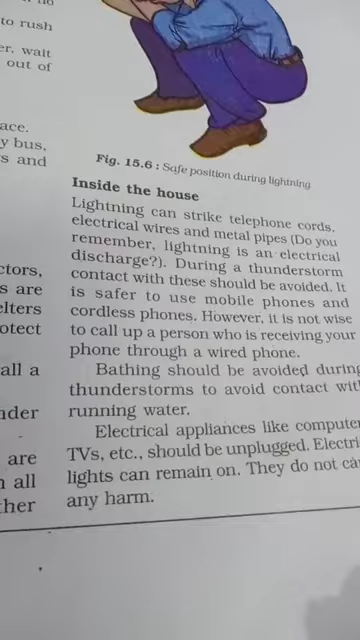 no
to rush
er, wait
out of
ace.
y bus,
s and
ctors,
s are
elters
otect
all a
nder
are
n all
ther
Fig. 15.6 : Safe position during lightning
Inside the house
Lightning can strike telephone cords,
electrical wires and metal pipes (Do you
remember, lightning is an electrical
discharge?). During a thunderstorm
contact with these should be avoided. It
is safer to use mobile phones and
cordless phones. However, it is not wise
to call up a person who is receiving your
phone through a wired phone.
Bathing should be avoided during
thunderstorms to avoid contact with
running water.
Electrical appliances like computer
TVs, etc., should be unplugged. Electri
lights can remain on. They do not ca
any harm.